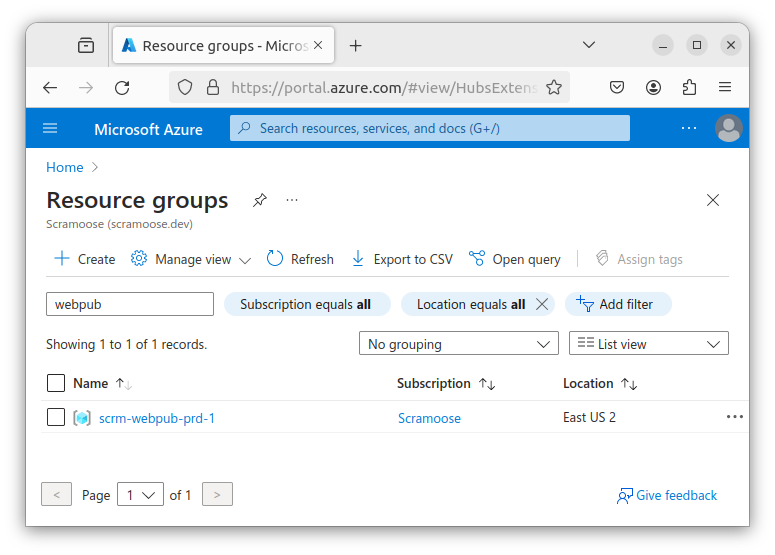 Resource groups - Micros
https://portal.azure.com/#view/HubsExtens
Microsoft Azure
Search resources, services, and docs (G+/)
Home
Resource groups
Scramoose (scramoose.dev)
Create Manage view Refresh Export to CSV Open query Assign tags
webpub Subscription equals all Location equals all Add filter
Showing 1 to 1 of 1 records. No grouping List view
Name Subscription Location
scrm-webpub-prd-1 Scramoose East US 2
< Page 1 of 1 > Give feedback